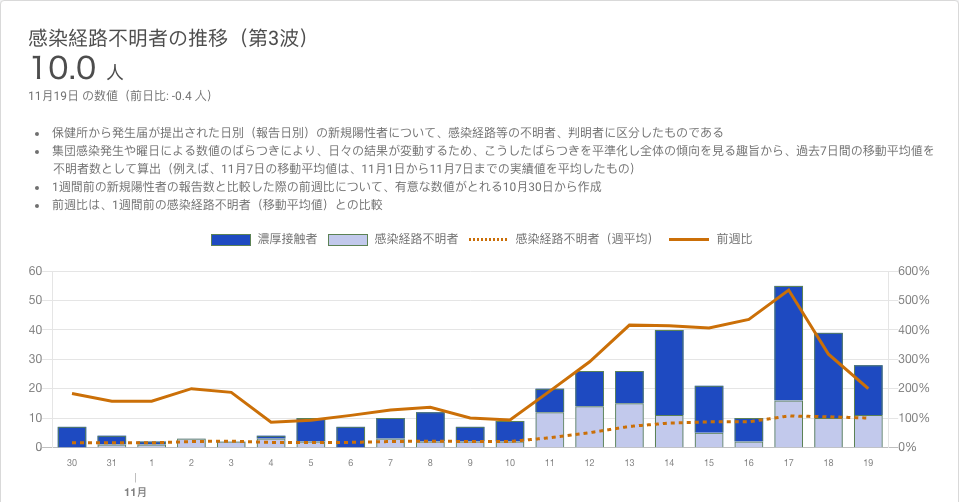 感染経路不明者の推移（第3波）
10.0 人
11月19日 の数値（前日比: -0.4 人）
• 保健所から発生届が提出された日別（報告日別）の新規陽性者について、感染経路等の不明者、判明者に区分したものである
• 集団感染発生や曜日による数値のばらつきにより、日々の結果が変動するため、こうしたばらつきを平準化し全体の傾向を見る趣旨から、過去7日間の移動平均値を
不明者数として算出（例えば、11月7日の移動平均値は、11月1日から11月7日までの実績値を平均したもの）
• 1週間前の新規陽性者の報告数と比較した際の前週比について、有意な数値がとれる10月30日から作成
• 前週比は、1週間前の感染経路不明者（移動平均値）との比較
濃厚接触者 感染経路不明者 感染経路不明者（週平均） 前週比
60 600%
50 500%
40 400%
30 300%
20 200%
10 100%
0 0%
30 31 1 2 3 4 5 6 7 8 9 10 11 12 13 14 15 16 17 18 19
11月